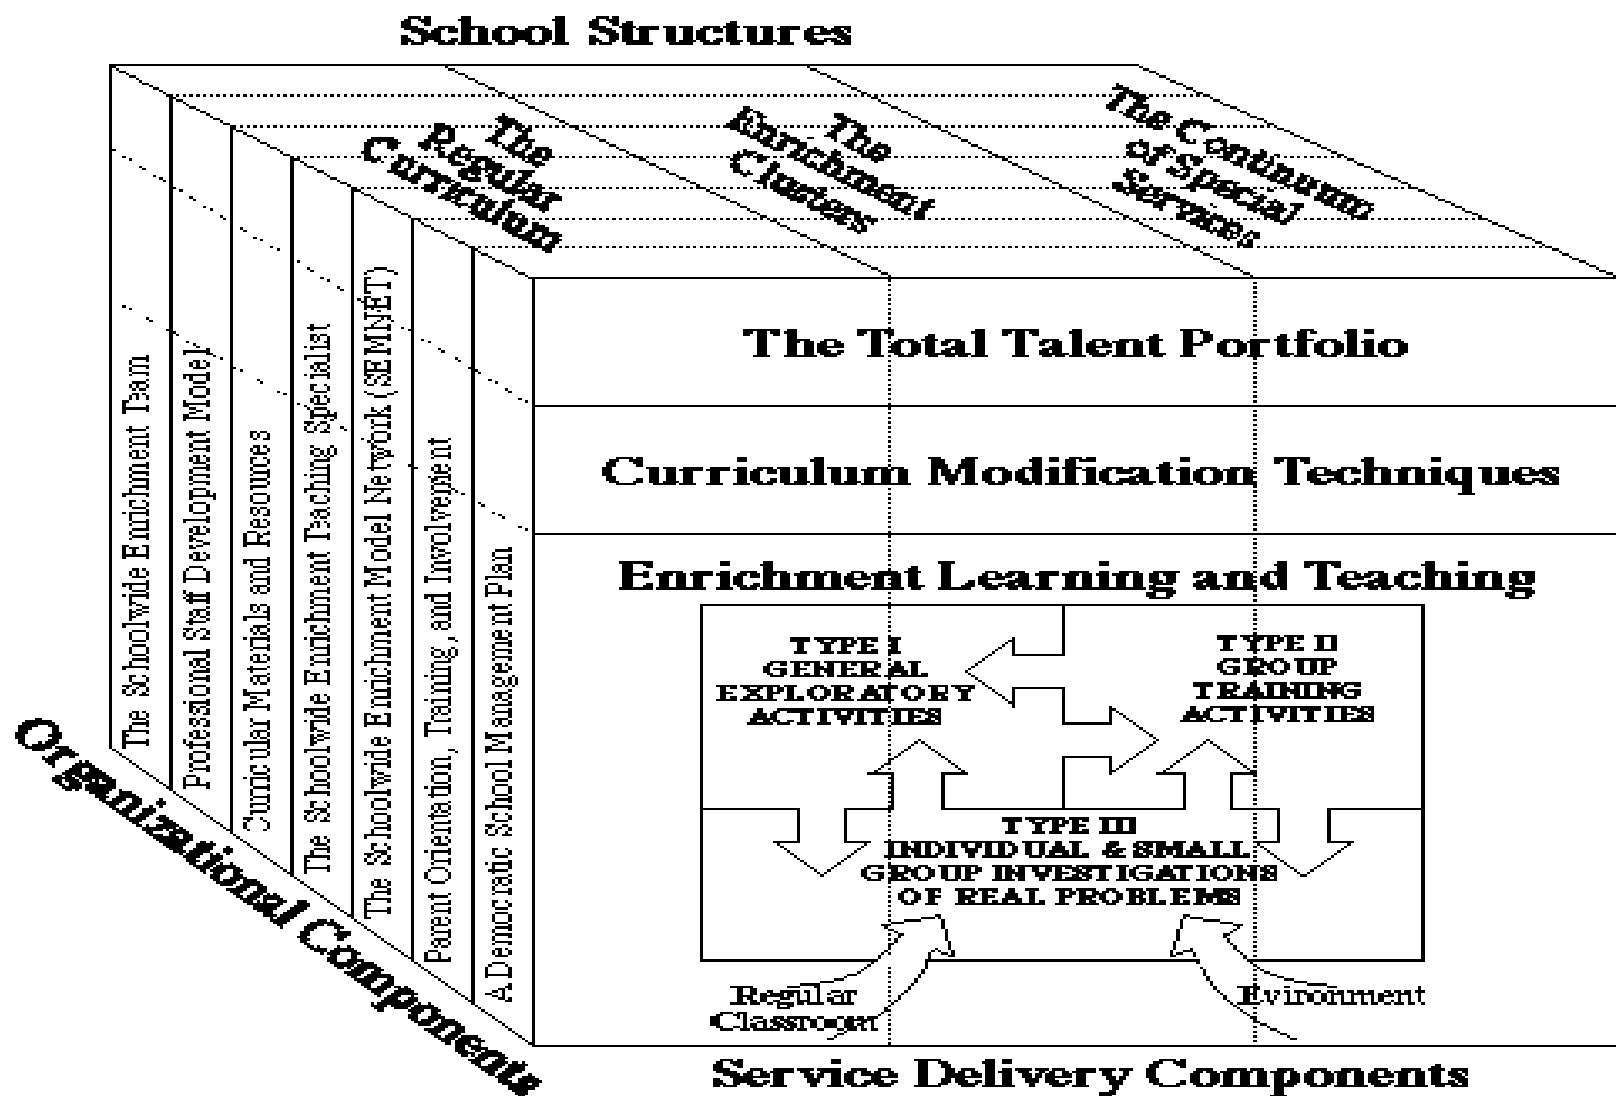 School Structures
The
Regular
Curriculum
The
Enrichment
Clusters
The Continuum
of Special
Services
The Total Talent Portfolio
Curriculum Modification Techniques
Enrichment Learning and Teaching
TYPE I
GENERAL
EXPLORATORY
ACTIVITIES
TYPE II
GROUP
TRAINING
ACTIVITIES
TYPE III
INDIVIDUAL & SMALL
GROUP INVESTIGATIONS
OF REAL PROBLEMS
Regular
Classroom
Evironment
Service Delivery Components
The Schoolwide Enrichment Team
Professional Staff Development Model
Curricular Materials and Resources
The Schoolwide Enrichment Teaching Specialist
The Schoolwide Enrichment Model Network (SEMNET)
Parent Orientation, Training, and Involvement
A Democratic School Management Plan
Organizational Components